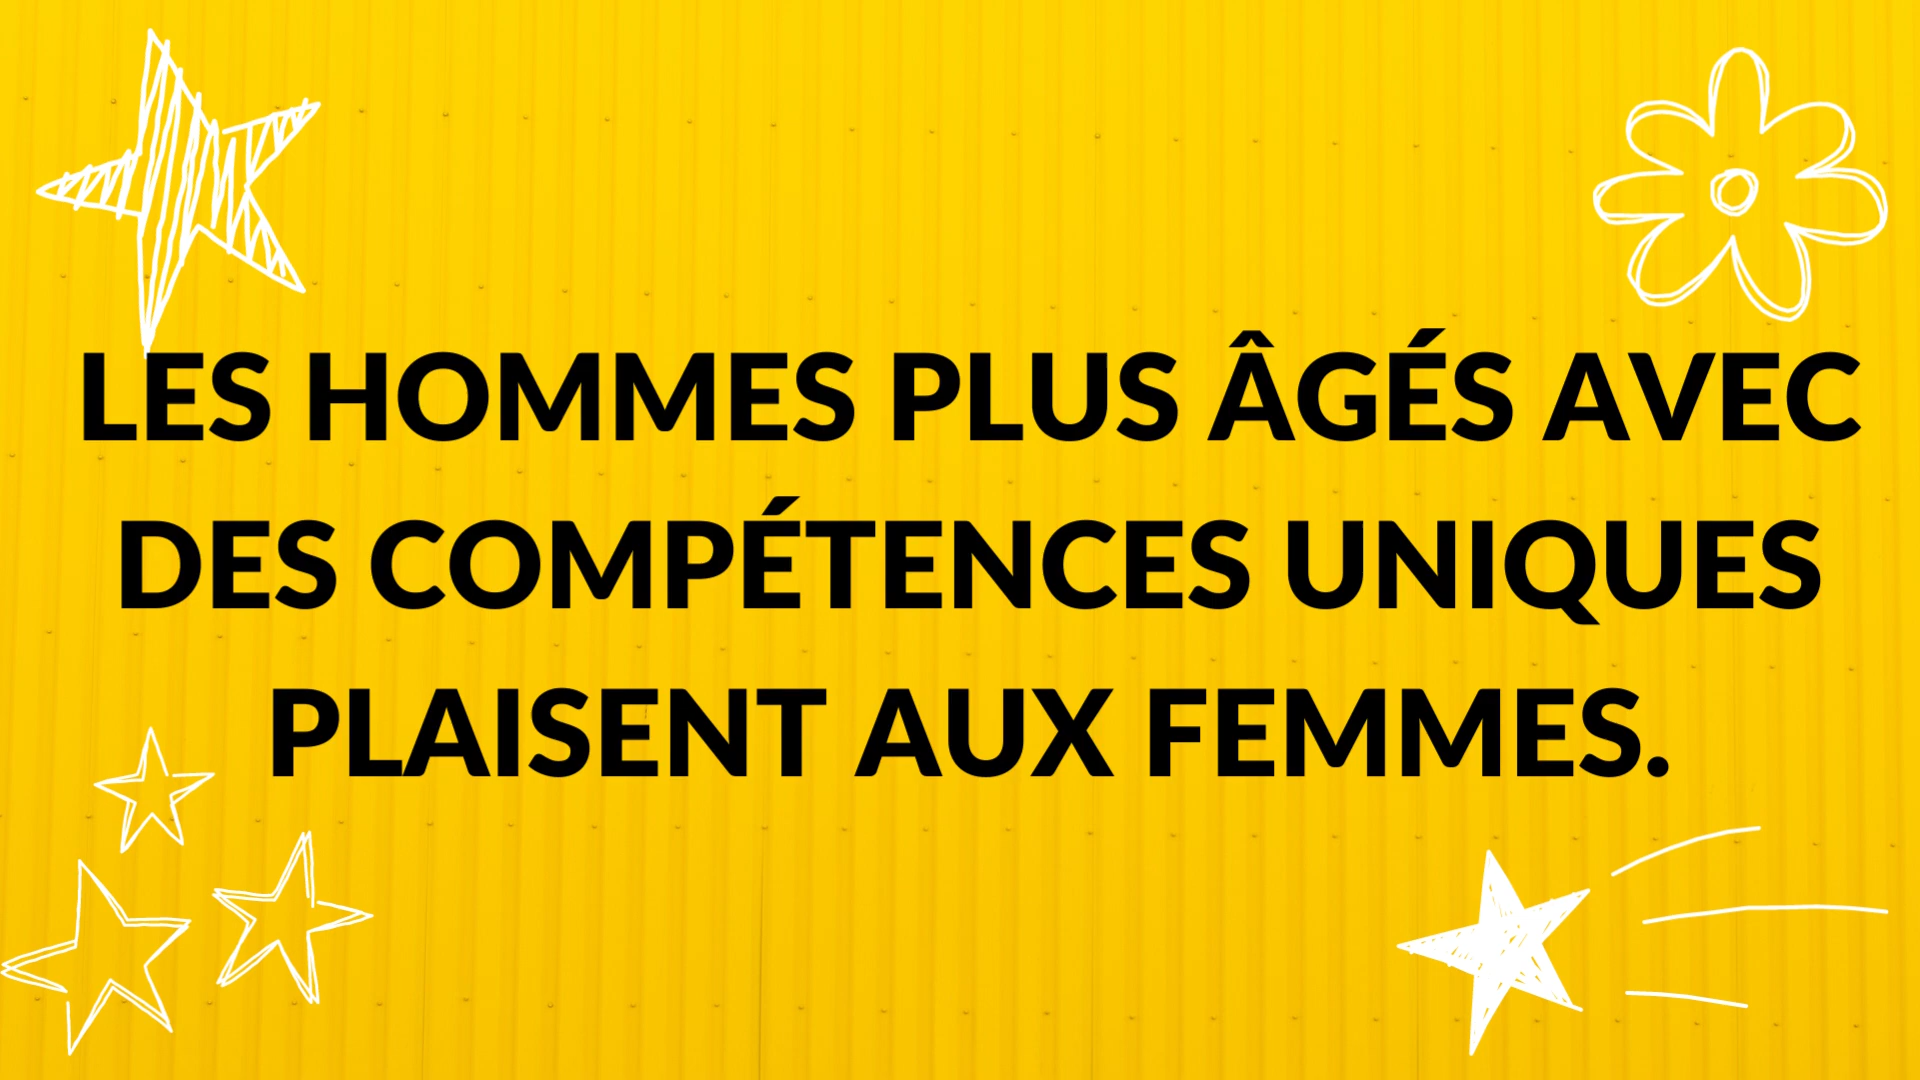 LES HOMMES PLUS ÂGÉS AVEC
DES COMPÉTENCES UNIQUES
PLAISENT AUX FEMMES.